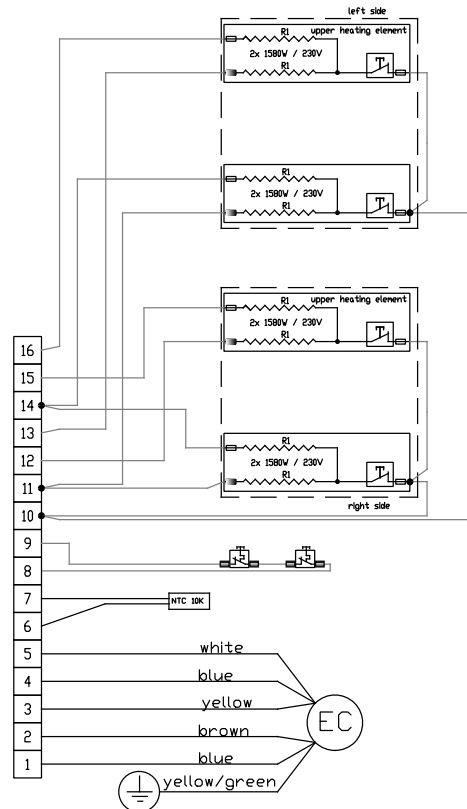 left side
R1 upper heating element
2x 1580W / 230V
R1
R1
2x 1580W / 230V
R1
R1 upper heating element
2x 1580W / 230V
R1
R1
2x 1580W / 230V
R1
right side
16
15
14
13
12
11
10
9
8
7
NTC 10K
6
5 white
4 blue
3 yellow
EC
2 brown
1 blue
yellow/green